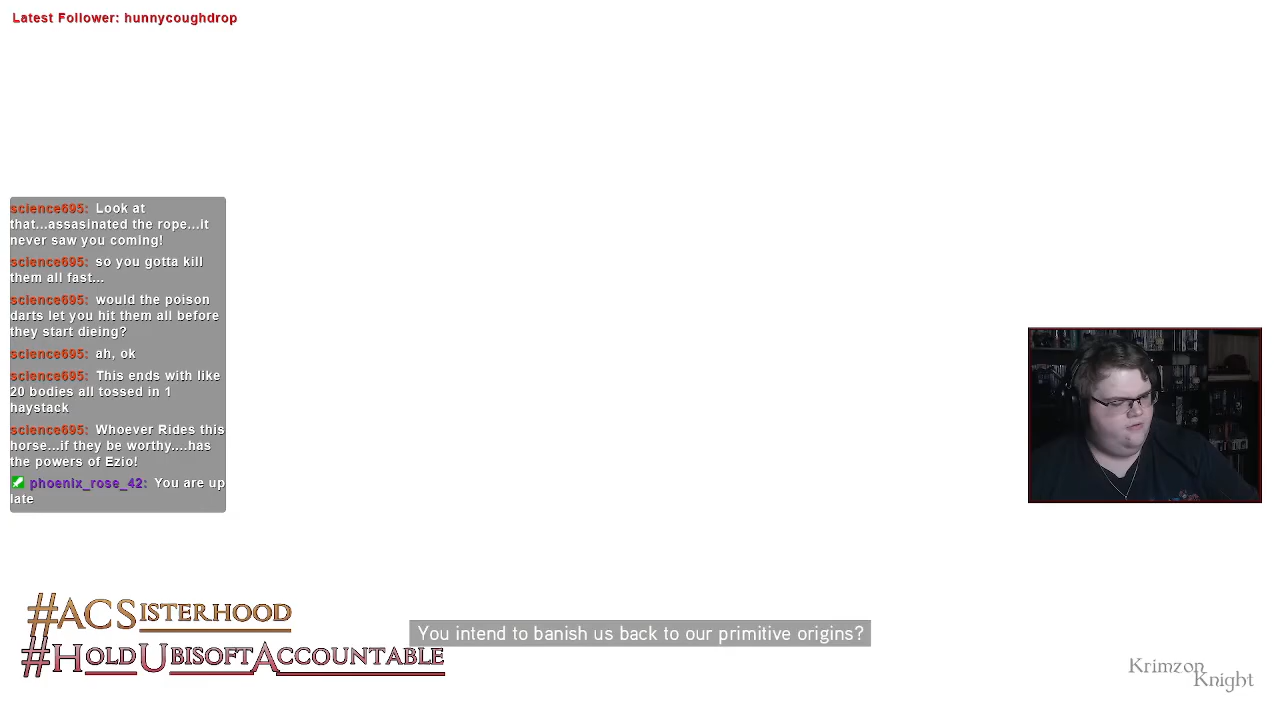 Latest Follower: hunnycoughdrop
science695: Look at
that...assasinated the rope...it
never saw you coming!
science695: so you gotta kill
them all fast...
science695: would the poison
darts let you hit them all before
they start dieing?
science695: ah, ok
science695: This ends with like
20 bodies all tossed in 1
haystack
science695: Whoever Rides this
horse...if they be worthy....has
the powers of Ezio!
phoenix_rose_42: You are up
late
#ACSisterhood
#HoldUbisoftAccountable
You intend to banish us back to our primitive origins?
Krimzon
Knight